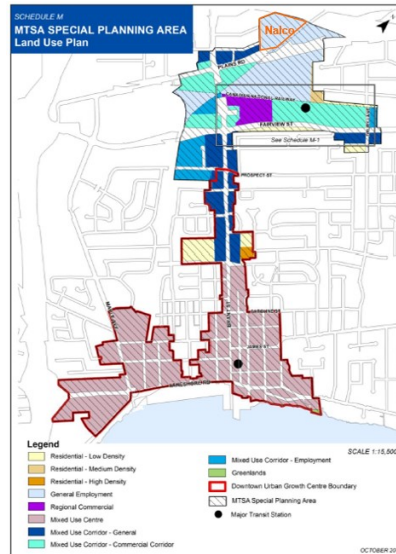 SCHEDULE M
MTSA SPECIAL PLANNING AREA
Land Use Plan
Nalco
PLAINS RD
FAIRVIEW ST
See Schedule M-1
PROSPECT ST
Legend
Residential - Low Density
Residential - Medium Density
Residential - High Density
General Employment
Regional Commercial
Mixed Use Centre
Mixed Use Corridor - General
Mixed Use Corridor - Commercial Corridor
Mixed Use Corridor - Employment
Greenlands
Downtown Urban Growth Centre Boundary
MTSA Special Planning Area
Major Transit Station